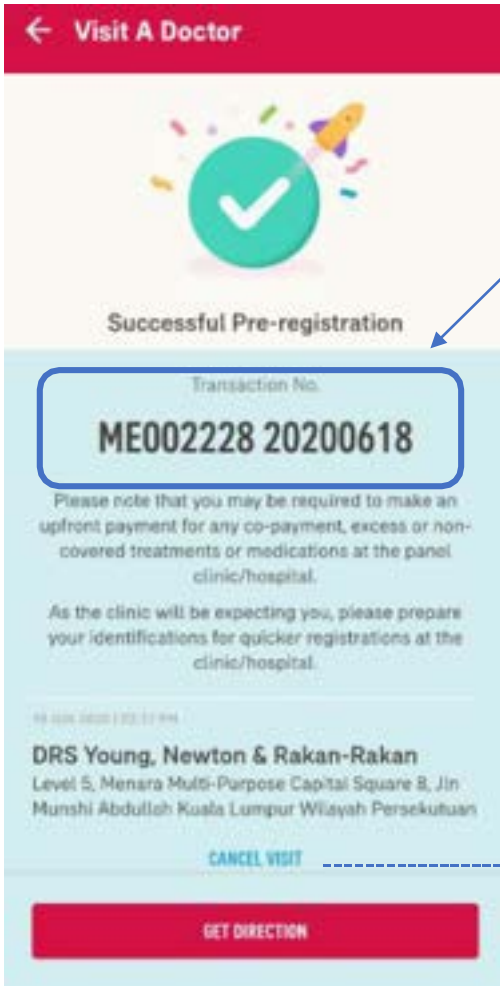 Visit A Doctor
Successful Pre-registration
Transaction No.
ME002228 20200618
Please note that you may be required to make an
upfront payment for any co-payment, excess or non-
covered treatments or medications at the panel
clinic/hospital.
As the clinic will be expecting you, please prepare
your identifications for quicker registrations at the
clinic/hospital.
DRS Young, Newton & Rakan-Rakan
Level 5, Menara Multi-Purpose Capital Square 8, Jln
Munshi Abdullah Kuala Lumpur Wilayah Persekutuan
CANCEL VISIT
GET DIRECTION